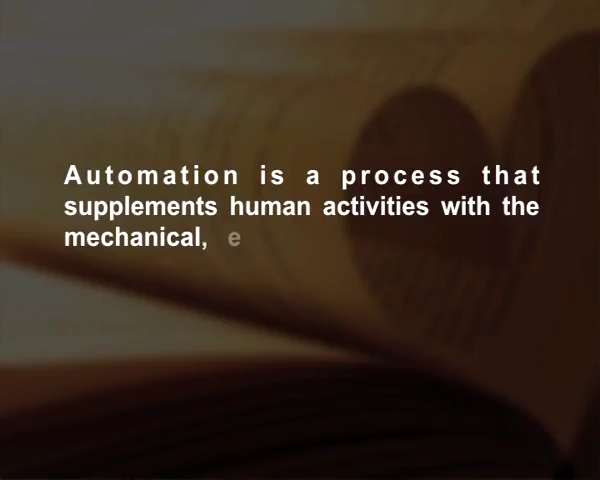 Automation is a process that
supplements human activities with the
mechanical, e